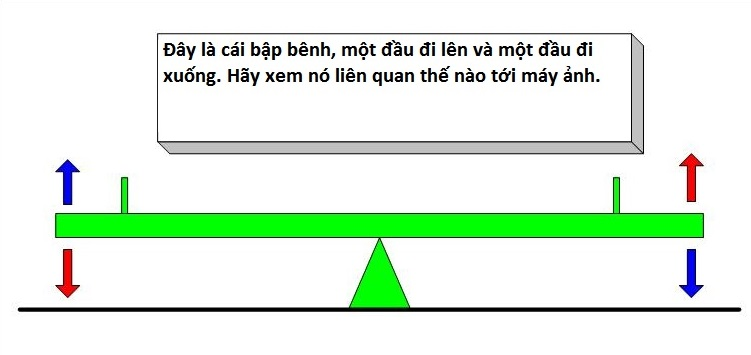 Đây là cái bập bênh, một đầu đi lên và một đầu đi
xuống. Hãy xem nó liên quan thế nào tới máy ảnh.